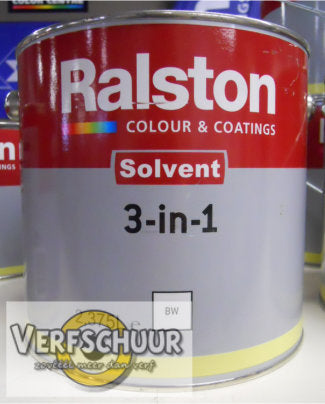 Ralston
COLOUR & COATINGS
Solvent
3-in-1
BW
VERFSCHUUR
zoveel meer dan verf